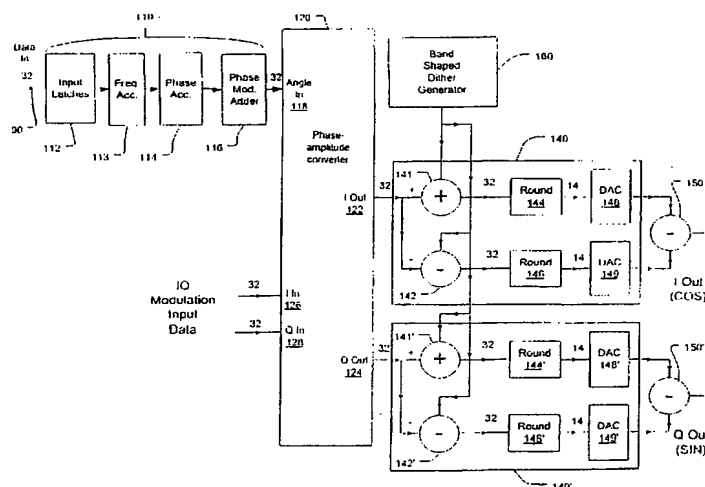 110
120
Data
In
32
90
Input
Latches
Freq
Acc.
Phase
Acc.
Phase
Mod.
Adder
32
Angle
In
118
112
113
114
116
Phase-
amplitude
converter
Band
Shaped
Dither
Generator
160
140
141
+
32
I Out
122
32
Round
144
14
DAC
148
150
-
-
32
Round
146
14
DAC
149
142
I Out
(COS)
IQ
Modulation
Input
Data
32
I In
126
32
Q In
128
141'
+
32
Q Out
124
32
Round
144'
14
DAC
148'
150'
-
-
32
Round
146'
14
DAC
149'
142'
Q Out
(SIN)
140'